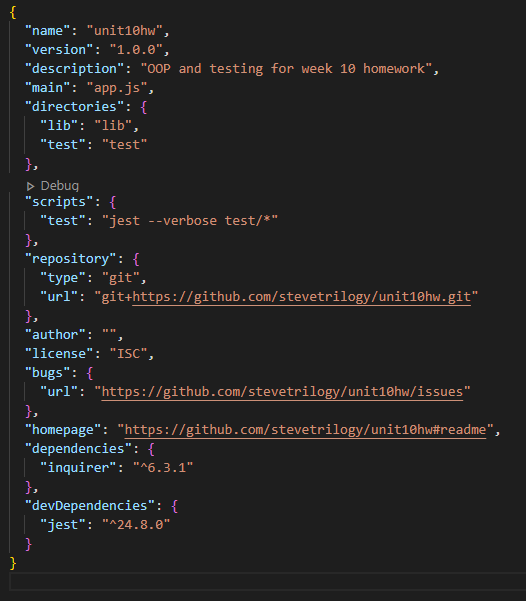 {
  "name": "unit10hw",
  "version": "1.0.0",
  "description": "OOP and testing for week 10 homework",
  "main": "app.js",
  "directories": {
    "lib": "lib",
    "test": "test"
  },
  Debug
  "scripts": {
    "test": "jest --verbose test/*"
  },
  "repository": {
    "type": "git",
    "url": "git+https://github.com/stevetrilogy/unit10hw.git"
  },
  "author": "",
  "license": "ISC",
  "bugs": {
    "url": "https://github.com/stevetrilogy/unit10hw/issues"
  },
  "homepage": "https://github.com/stevetrilogy/unit10hw#readme",
  "dependencies": {
    "inquirer": "^6.3.1"
  },
  "devDependencies": {
    "jest": "^24.8.0"
  }
}